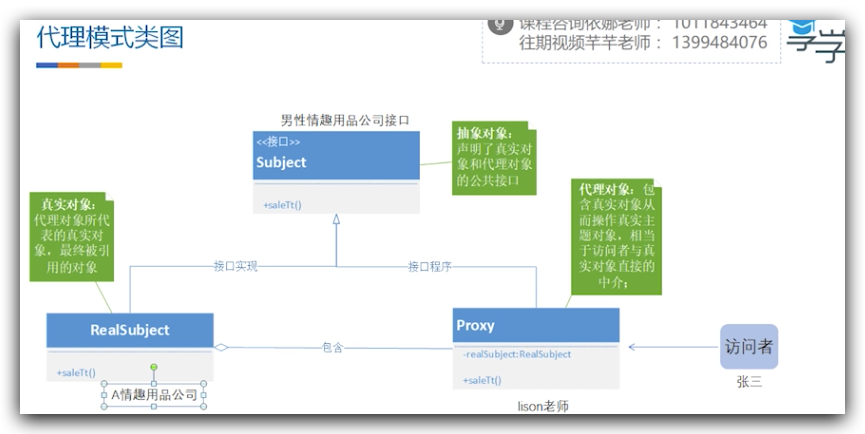 代理模式类图
课程咨询依娜老师： 1011843464
往期视频芊芊老师： 1399484076
享学
男性情趣用品公司接口
<<接口>>
Subject
+saleTt()
抽象对象：
声明了真实对
象和代理对象
的公共接口
代理对象：包
含真实对象从
而操作真实主
题对象，相当
于访问者与真
实对象直接的
中介；
真实对象：
代理对象所代
表的真实对
象，最终被引
用的对象
接口实现
接口程序
RealSubject
+saleTt()
A情趣用品公司
包含
Proxy
-realSubject:RealSubject
+saleTt()
lison老师
访问者
张三